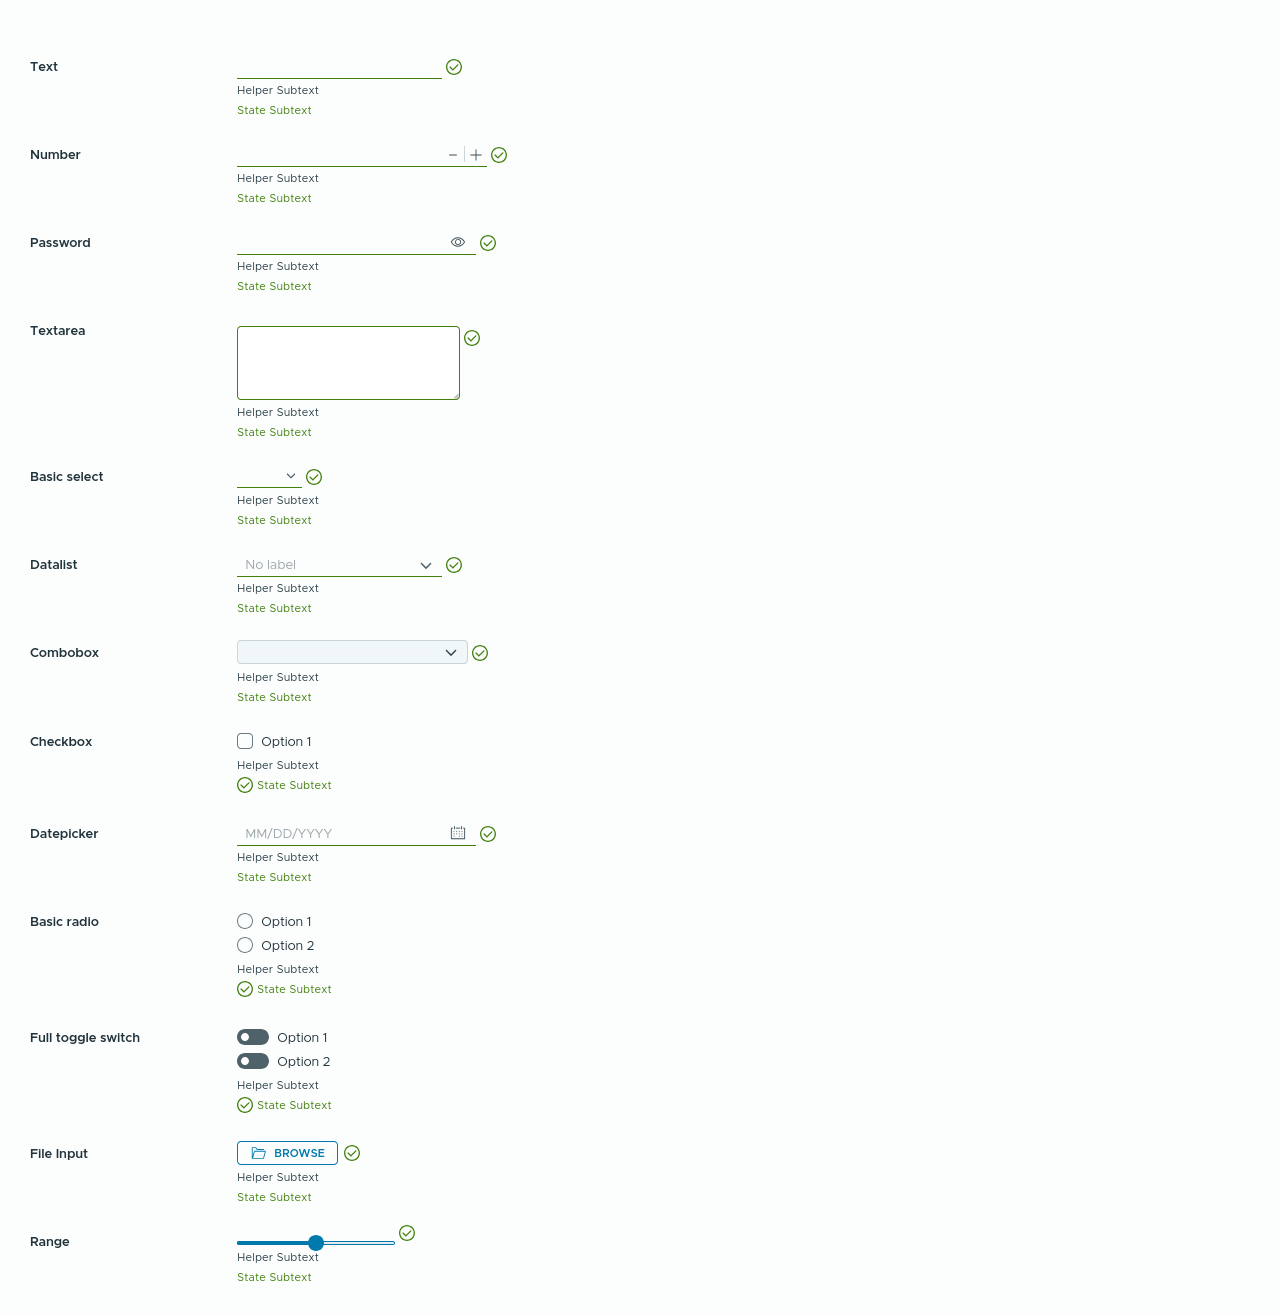 Text
Helper Subtext
State Subtext
Number
Helper Subtext
State Subtext
Password
Helper Subtext
State Subtext
Textarea
Helper Subtext
State Subtext
Basic select
Helper Subtext
State Subtext
Datalist No label
Helper Subtext
State Subtext
Combobox
Helper Subtext
State Subtext
Checkbox Option 1
Helper Subtext
State Subtext
Datepicker MM/DD/YYYY
Helper Subtext
State Subtext
Basic radio Option 1
Option 2
Helper Subtext
State Subtext
Full toggle switch Option 1
Option 2
Helper Subtext
State Subtext
File Input BROWSE
Helper Subtext
State Subtext
Range
Helper Subtext
State Subtext